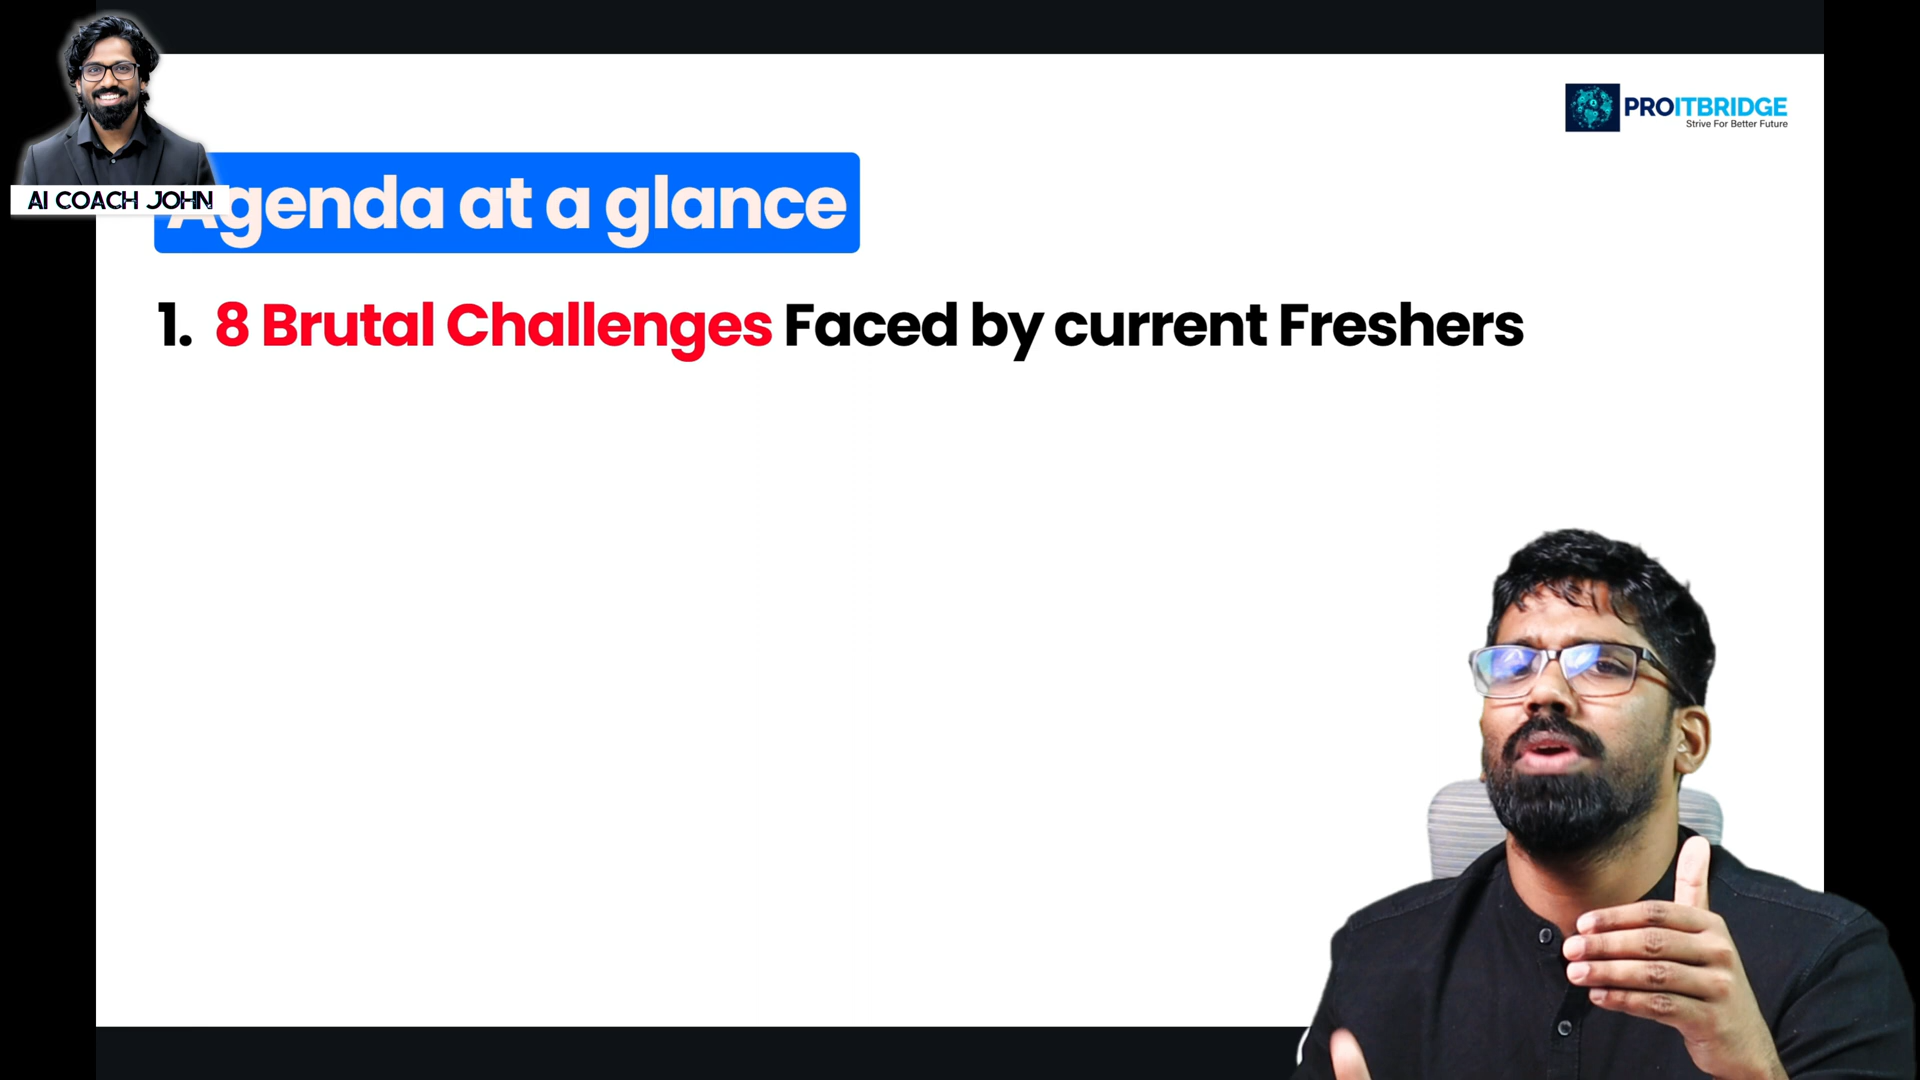 PROITBRIDGE
Strive For Better Future
AI COACH JOHN
Agenda at a glance
1. 8 Brutal Challenges Faced by current Freshers